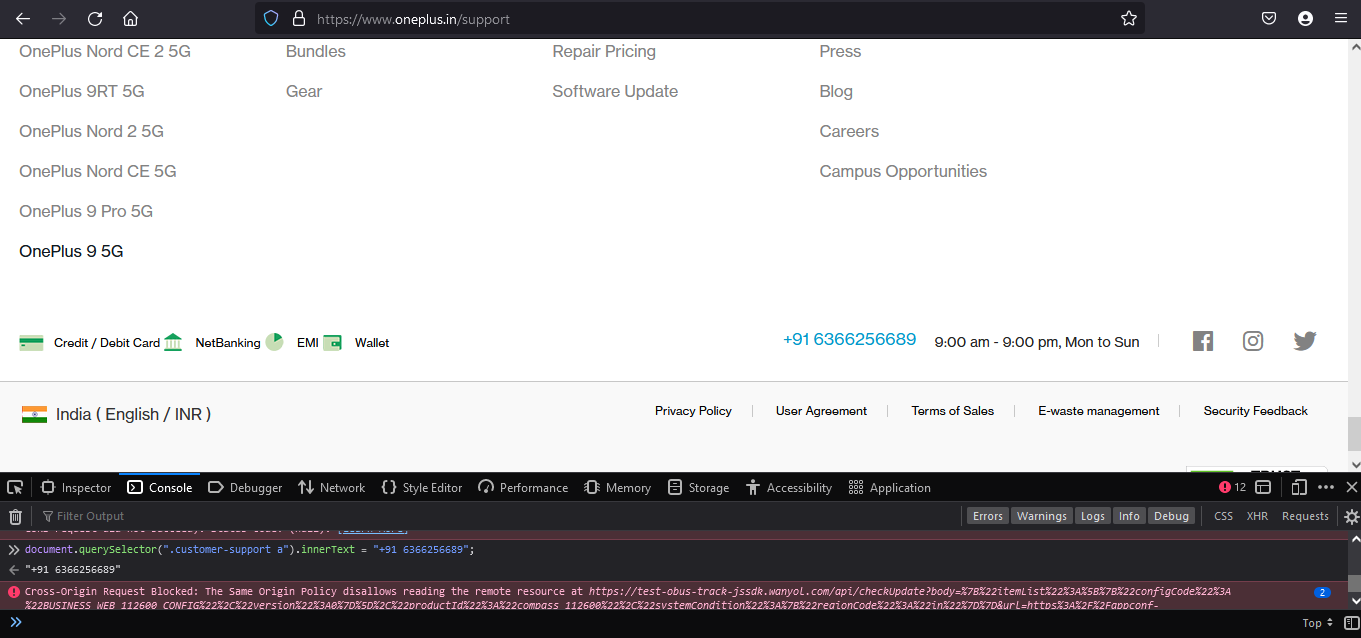 https://www.oneplus.in/support
OnePlus Nord CE 2 5G Bundles Repair Pricing Press
OnePlus 9RT 5G Gear Software Update Blog
OnePlus Nord 2 5G Careers
OnePlus Nord CE 5G Campus Opportunities
OnePlus 9 Pro 5G
OnePlus 9 5G
Credit / Debit Card NetBanking EMI Wallet +91 6366256689 9:00 am - 9:00 pm, Mon to Sun
India ( English / INR ) Privacy Policy User Agreement Terms of Sales E-waste management Security Feedback
Inspector Console Debugger Network Style Editor Performance Memory Storage Accessibility Application 12
Filter Output Errors Warnings Logs Info Debug CSS XHR Requests
document.querySelector(".customer-support a").innerText = "+91 6366256689";
"+91 6366256689"
Cross-Origin Request Blocked: The Same Origin Policy disallows reading the remote resource at https://test-obus-track-jssdk.wanyol.com/api/checkUpdate?body=%7B%22itemList%22%3A%5B%7B%22configCode%22%3A 2
%22BUSINESS_WEB_112600_CONFIG%22%2C%22version%22%3A0%7D%5D%2C%22productId%22%3A%22compass_112600%22%2C%22systemCondition%22%3A%7B%22regionCode%22%3A%22in%22%7D%7D&url=https%3A%2F%2Fappconf-
Top